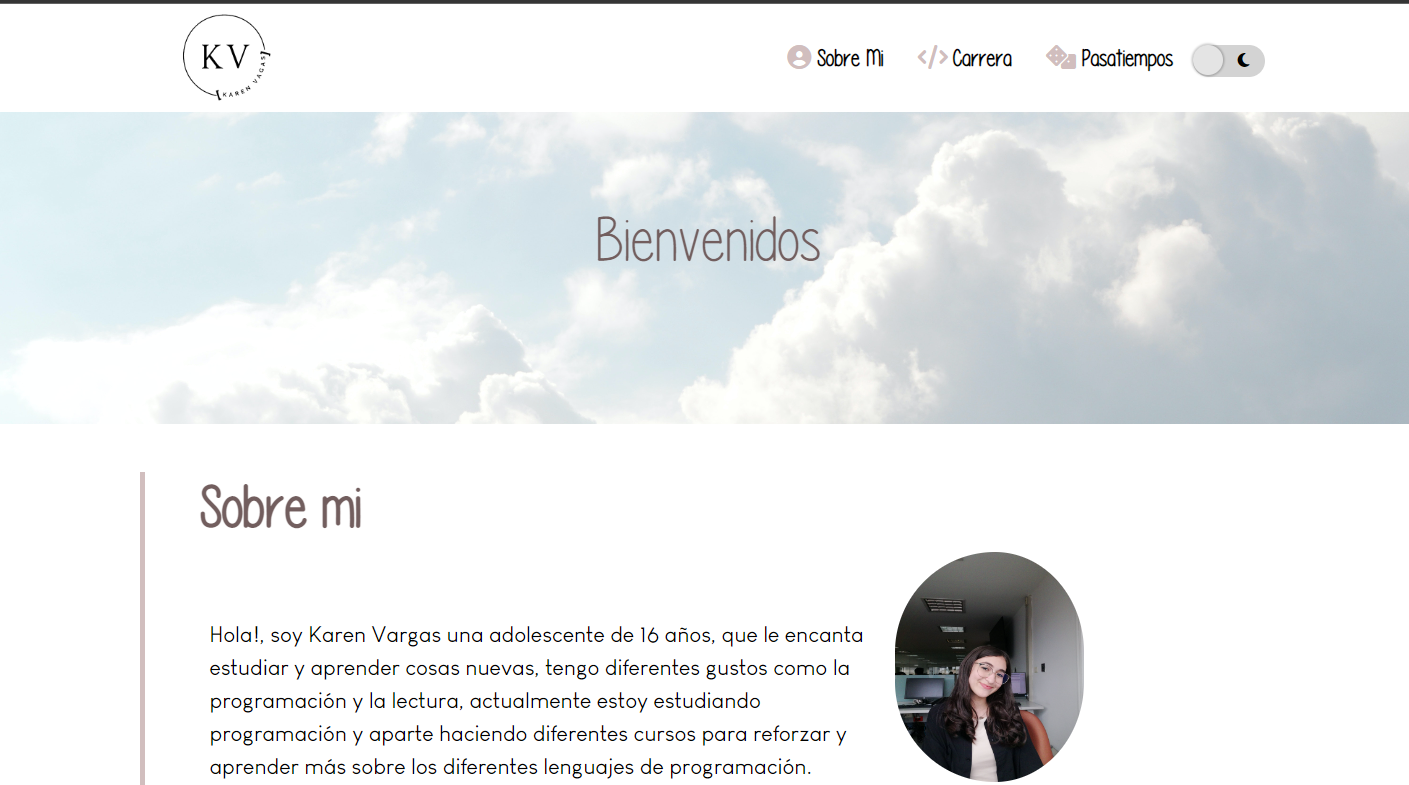 KV
KAREN VAGAS
Sobre Mi
Carrera
Pasatiempos
Bienvenidos
Sobre mi
Hola!, soy Karen Vargas una adolescente de 16 años, que le encanta
estudiar y aprender cosas nuevas, tengo diferentes gustos como la
programación y la lectura, actualmente estoy estudiando
programación y aparte haciendo diferentes cursos para reforzar y
aprender más sobre los diferentes lenguajes de programación.